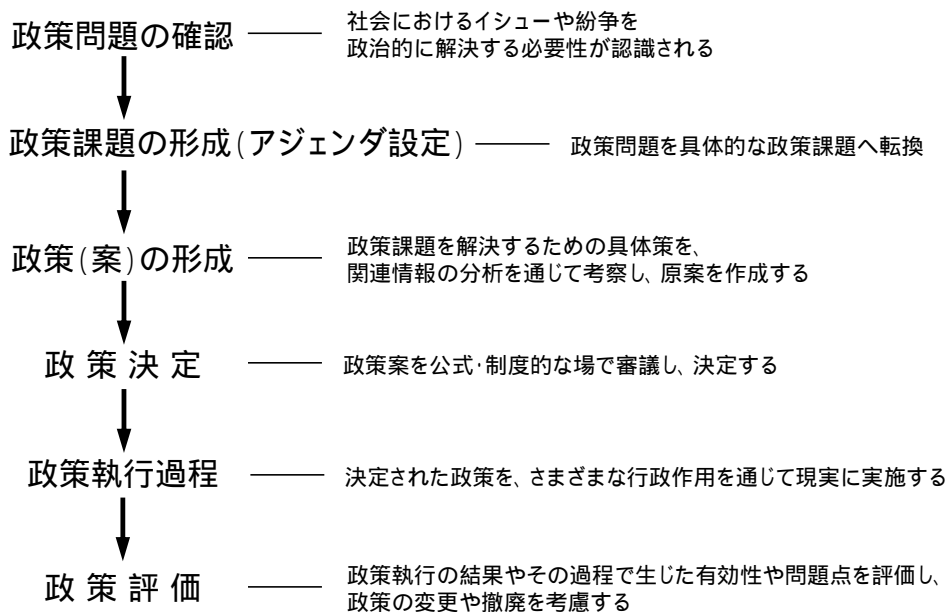 政策問題の確認
社会におけるイシューや紛争を
政治的に解決する必要性が認識される
政策課題の形成(アジェンダ設定)
政策問題を具体的な政策課題へ転換
政策(案)の形成
政策課題を解決するための具体策を、
関連情報の分析を通じて考察し、原案を作成する
政策決定
政策案を公式・制度的な場で審議し、決定する
政策執行過程
決定された政策を、さまざまな行政作用を通じて現実に実施する
政策評価
政策執行の結果やその過程で生じた有効性や問題点を評価し、
政策の変更や撤廃を考慮する